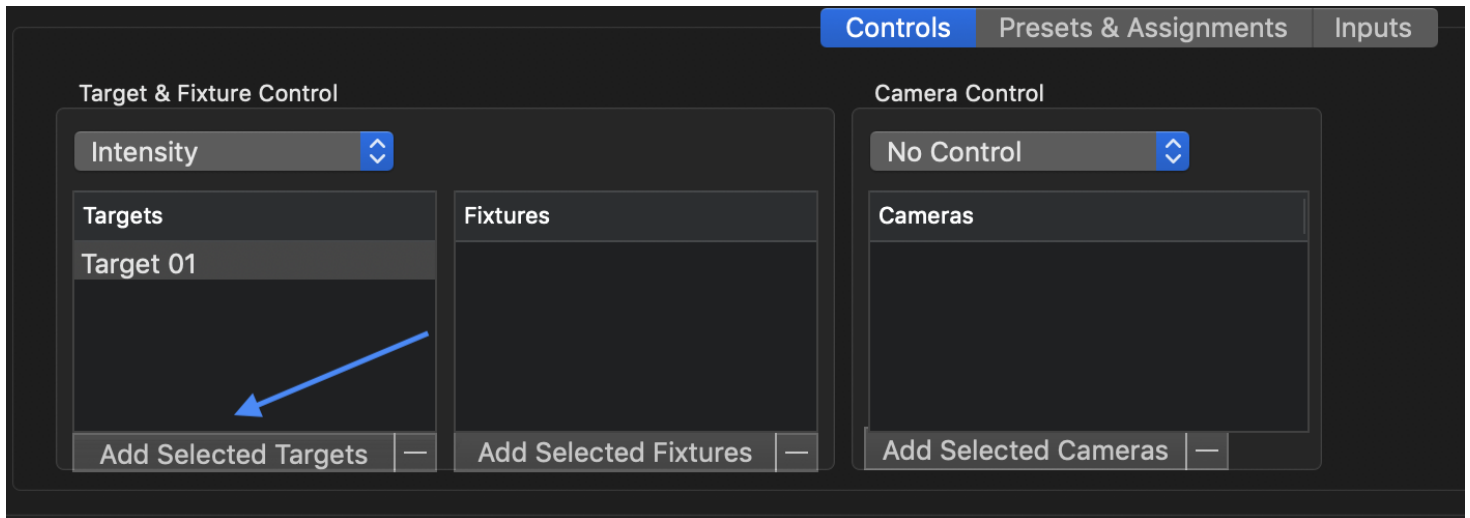 Controls Presets & Assignments Inputs
Target & Fixture Control
Intensity
Targets
Target 01
Add Selected Targets —
Fixtures
Add Selected Fixtures —
Camera Control
No Control
Cameras
Add Selected Cameras —